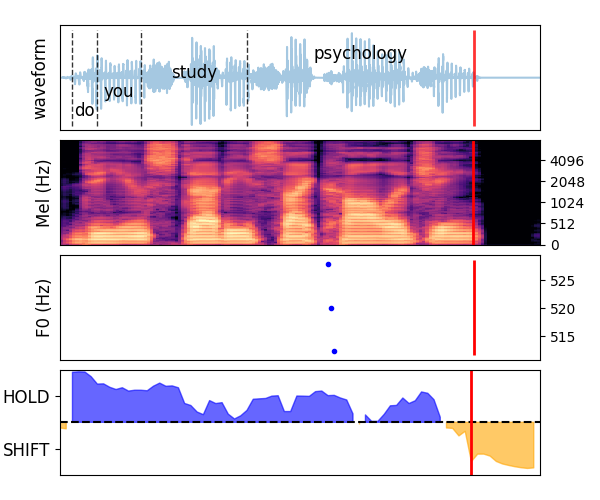 waveform
do
you
study
psychology
Mel (Hz)
4096
2048
1024
512
0
F0 (Hz)
525
520
515
HOLD
SHIFT